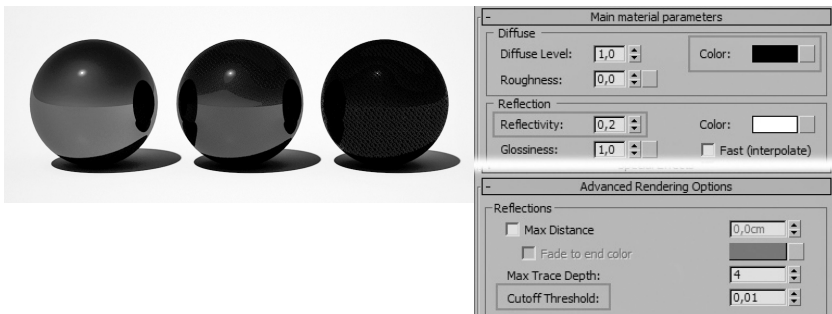 - Main material parameters
Diffuse
Diffuse Level: 1,0 Color:
Roughness: 0,0
Reflection
Reflectivity: 0,2 Color:
Glossiness: 1,0 Fast (interpolate)
- Advanced Rendering Options
Reflections
Max Distance 0,0cm
Fade to end color
Max Trace Depth: 4
Cutoff Threshold: 0,01